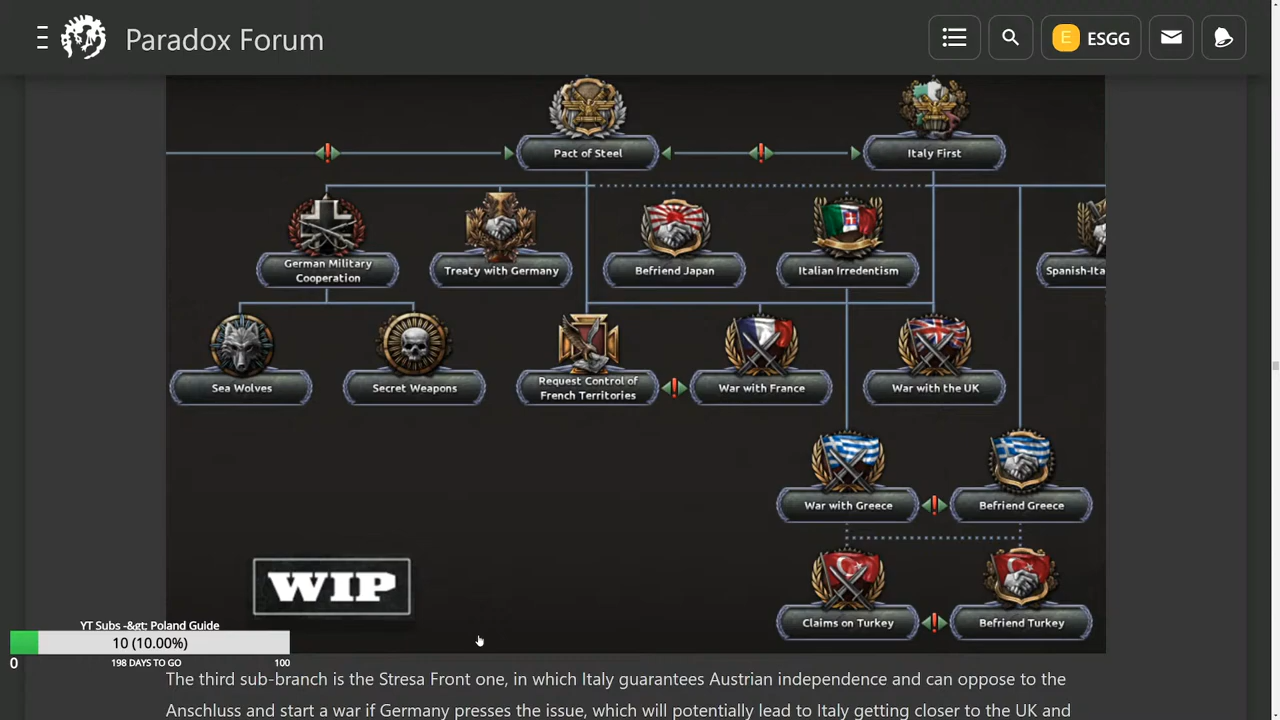 Paradox Forum
E ESGG
Pact of Steel
Italy First
German Military
Cooperation
Treaty with Germany
Befriend Japan
Italian Irredentism
Spanish-Ita
Sea Wolves
Secret Weapons
Request Control of
French Territories
War with France
War with the UK
War with Greece
Befriend Greece
WIP
Claims on Turkey
Befriend Turkey
YT Subs -&gt; Poland Guide
10 (10.00%)
0
198 DAYS TO GO
100
The third sub-branch is the Stresa Front one, in which Italy guarantees Austrian independence and can oppose to the
Anschluss and start a war if Germany presses the issue, which will potentially lead to Italy getting closer to the UK and